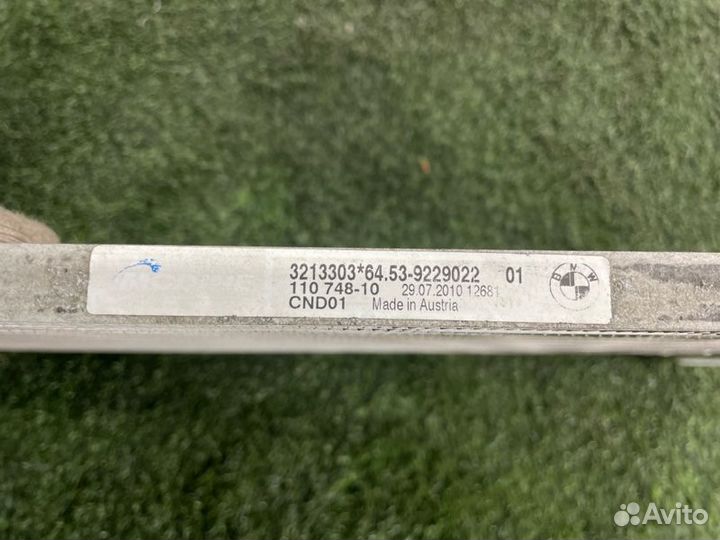 3213303*64.53-9229022 01
110 748-10 29.07.2010 12681
CND01 Made in Austria
BMW
Avito